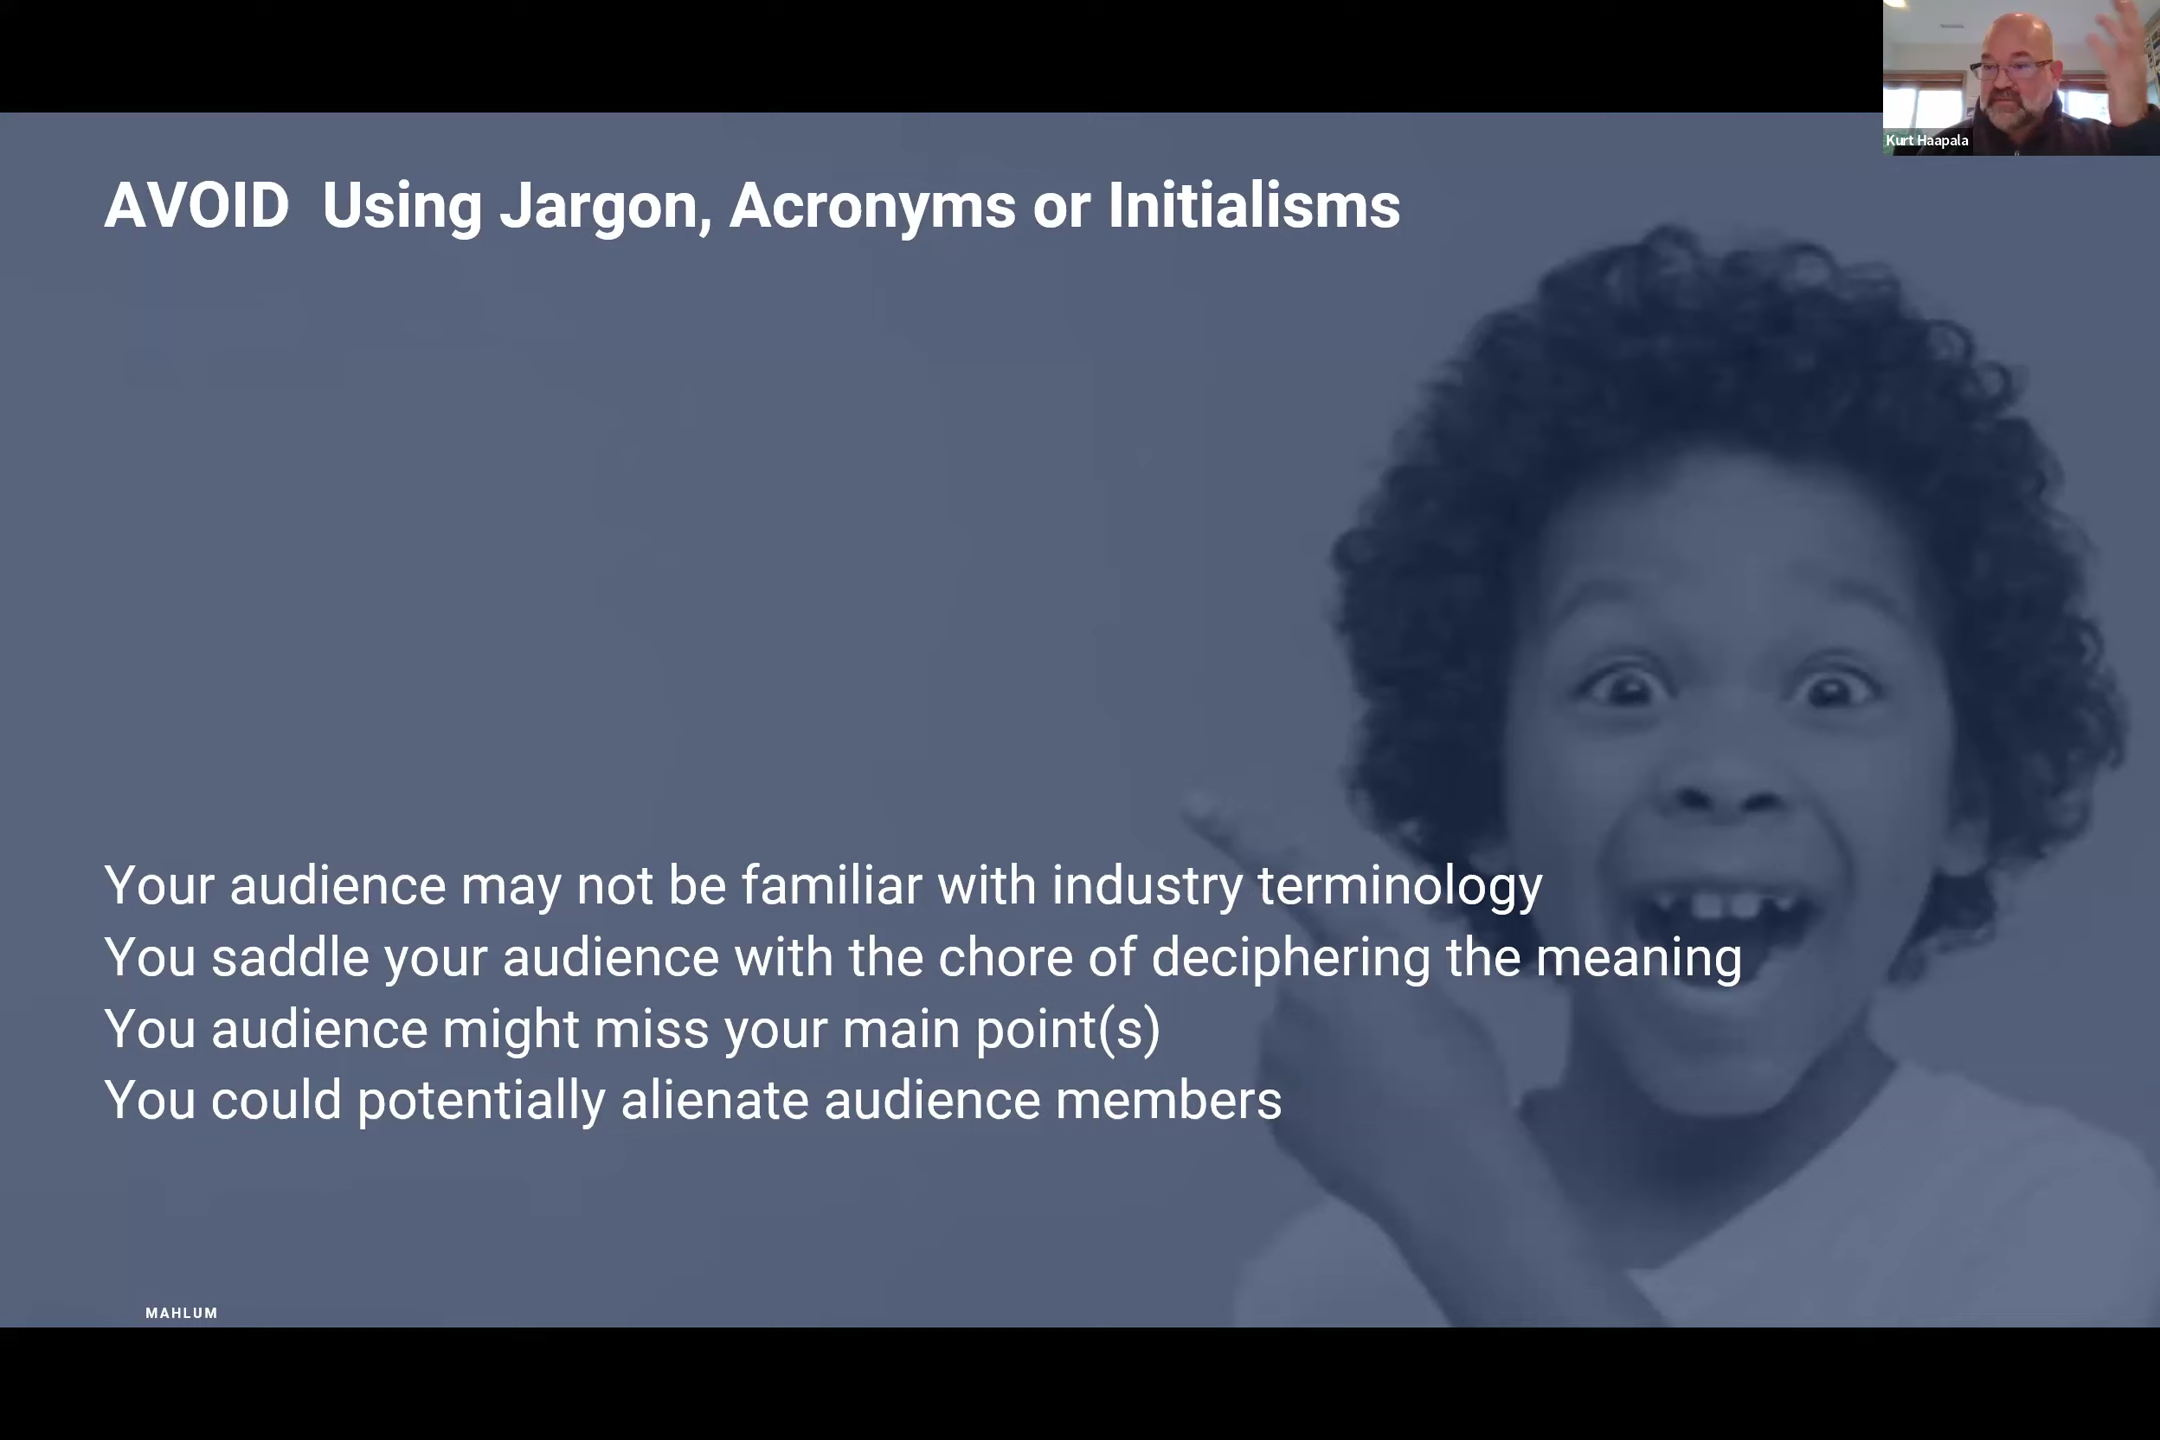 Kurt Haapala
AVOID  Using Jargon, Acronyms or Initialisms
Your audience may not be familiar with industry terminology
You saddle your audience with the chore of deciphering the meaning
You audience might miss your main point(s)
You could potentially alienate audience members
MAHLUM